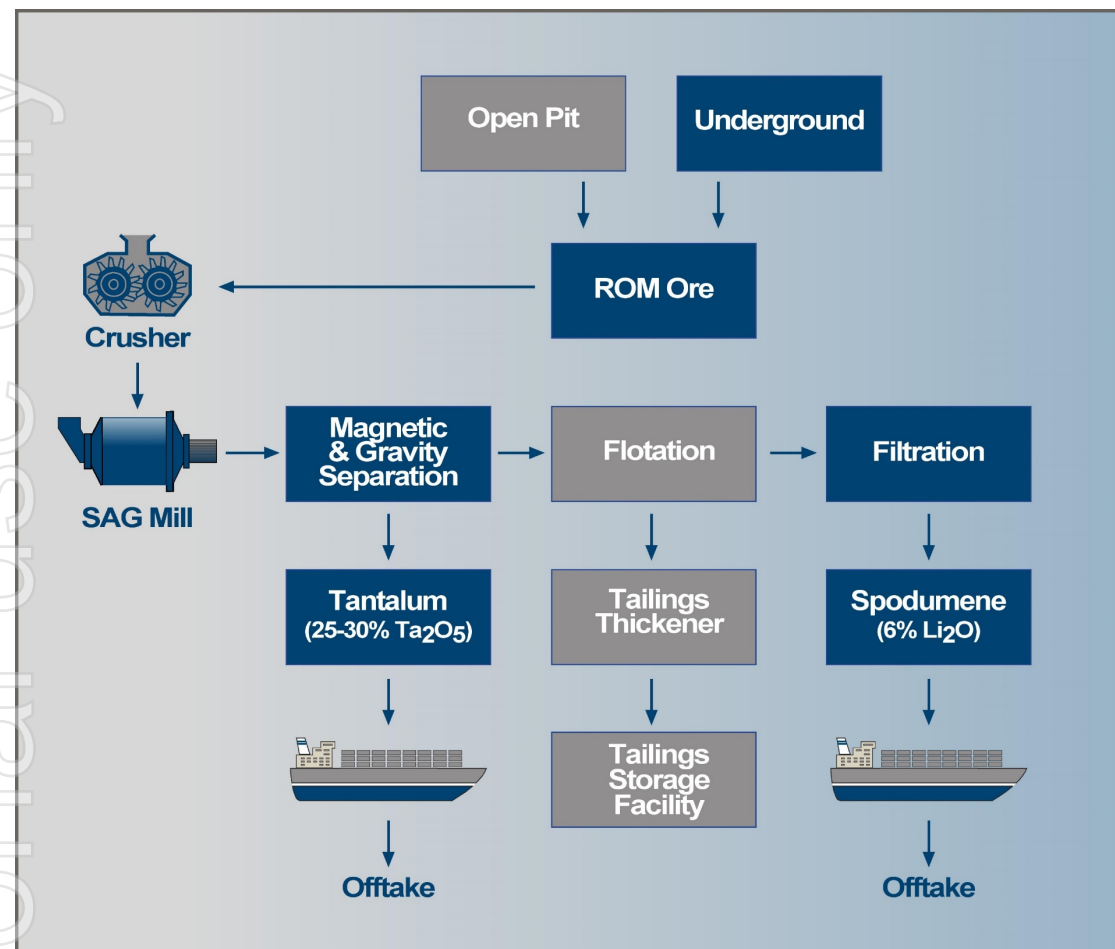 Open Pit
Underground
ROM Ore
Crusher
SAG Mill
Magnetic
& Gravity
Separation
Flotation
Filtration
Tantalum
(25-30% Ta₂O₅)
Tailings
Thickener
Spodumene
(6% Li₂O)
Tailings
Storage
Facility
Offtake
Offtake